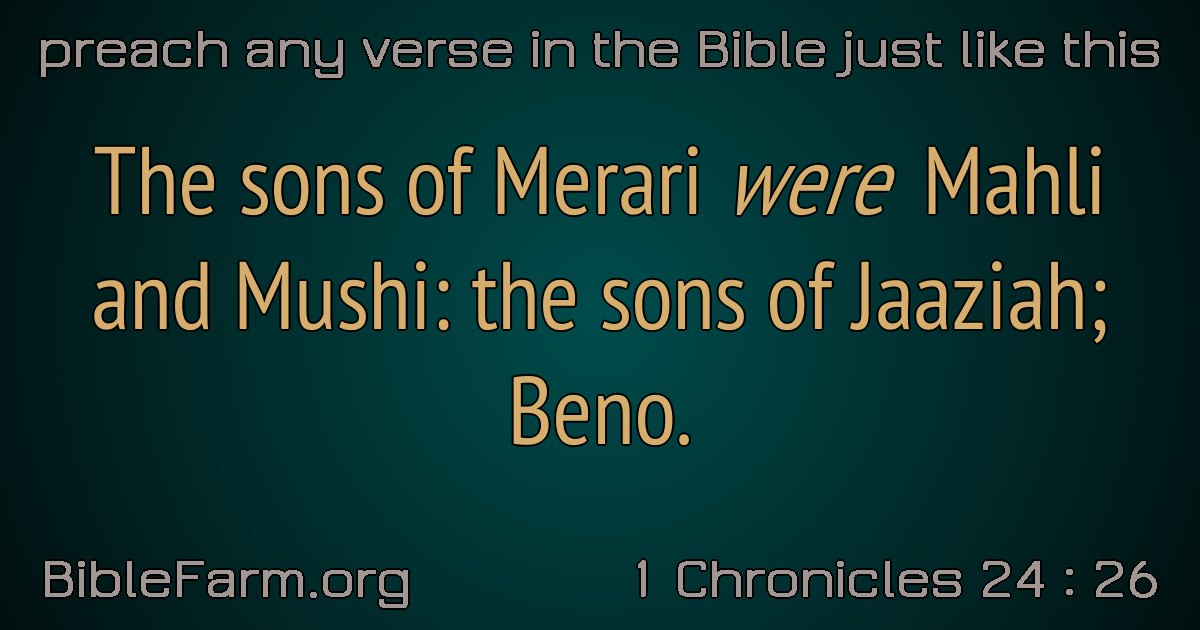 preach any verse in the Bible just like this
The sons of Merari were Mahli
and Mushi: the sons of Jaaziah;
Beno.
BibleFarm.org 1 Chronicles 24 : 26